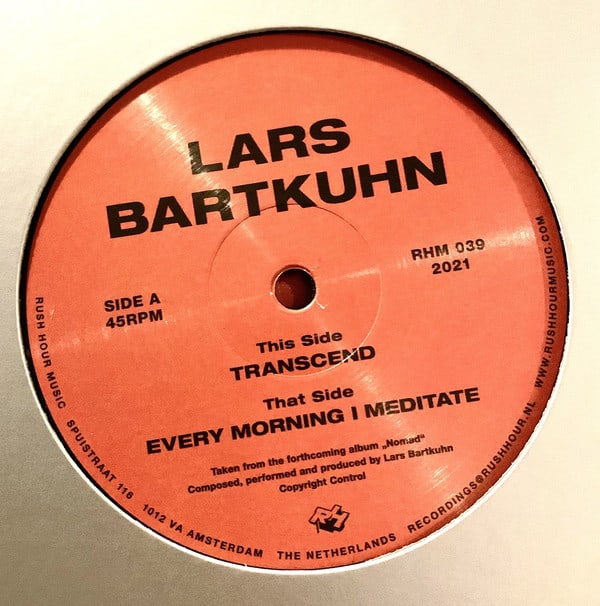 LARS
BARTKUHN
SIDE A
45RPM
RHM 039
2021
This Side
TRANSCEND
That Side
EVERY MORNING I MEDITATE
Taken from the forthcoming album „Nomad“
Composed, performed and produced by Lars Bartkuhn
Copyright Control
RUSH HOUR MUSIC SPUISTRAAT 116 1012 VA AMSTERDAM THE NETHERLANDS RECORDINGS@RUSHHOUR.NL WWW.RUSHHOURMUSIC.COM
RH